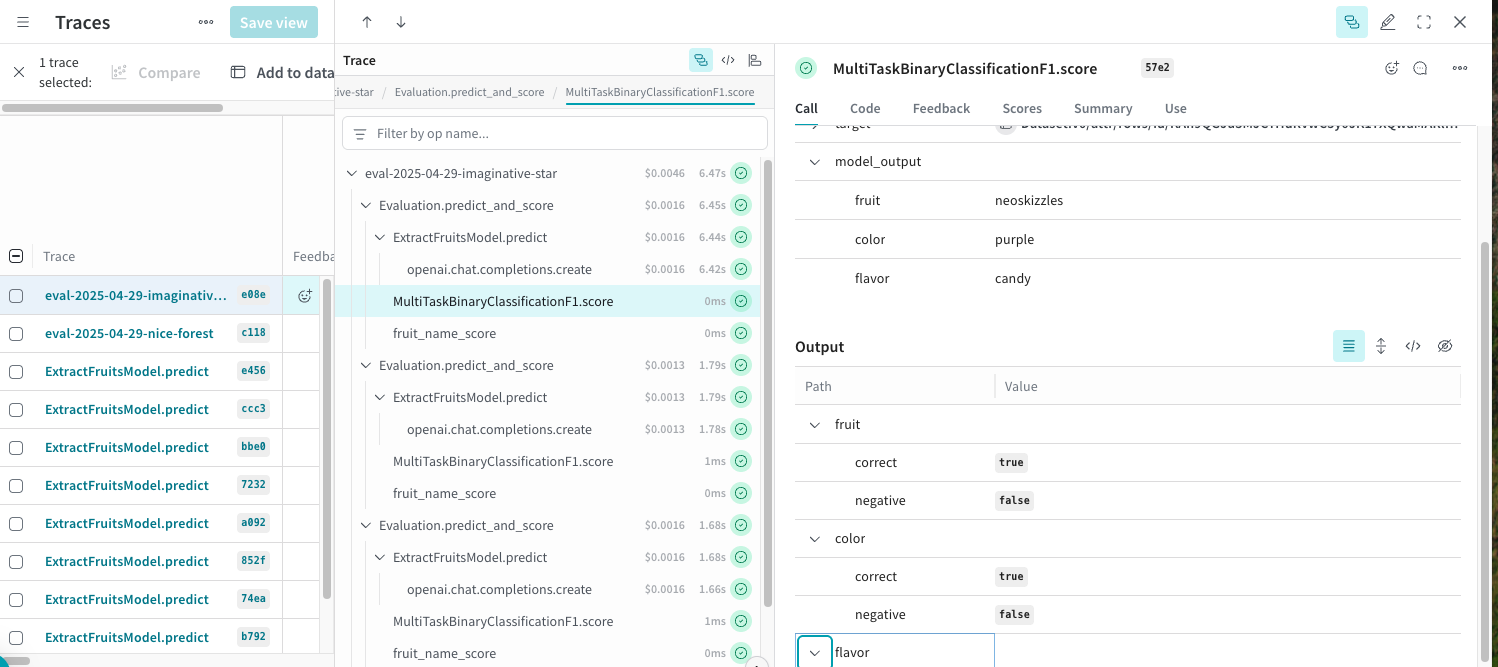 Traces
Save view
1 trace selected:
Compare
Add to data
Trace
Feedba
eval-2025-04-29-imaginativ...
e08e
eval-2025-04-29-nice-forest
c118
ExtractFruitsModel.predict
e456
ExtractFruitsModel.predict
ccc3
ExtractFruitsModel.predict
bbe0
ExtractFruitsModel.predict
7232
ExtractFruitsModel.predict
a092
ExtractFruitsModel.predict
852f
ExtractFruitsModel.predict
74ea
ExtractFruitsModel.predict
b792
Trace
ive-star / Evaluation.predict_and_score / MultiTaskBinaryClassificationF1.score
Filter by op name...
eval-2025-04-29-imaginative-star $0.0046 6.47s
Evaluation.predict_and_score $0.0016 6.45s
ExtractFruitsModel.predict $0.0016 6.44s
openai.chat.completions.create $0.0016 6.42s
MultiTaskBinaryClassificationF1.score 0ms
fruit_name_score 0ms
Evaluation.predict_and_score $0.0013 1.79s
ExtractFruitsModel.predict $0.0013 1.79s
openai.chat.completions.create $0.0013 1.78s
MultiTaskBinaryClassificationF1.score 1ms
fruit_name_score 0ms
Evaluation.predict_and_score $0.0016 1.68s
ExtractFruitsModel.predict $0.0016 1.68s
openai.chat.completions.create $0.0016 1.66s
MultiTaskBinaryClassificationF1.score 1ms
fruit_name_score 0ms
MultiTaskBinaryClassificationF1.score 57e2
Call Code Feedback Scores Summary Use
target
model_output
fruit neoskizzles
color purple
flavor candy
Output
Path Value
fruit
correct true
negative false
color
correct true
negative false
flavor